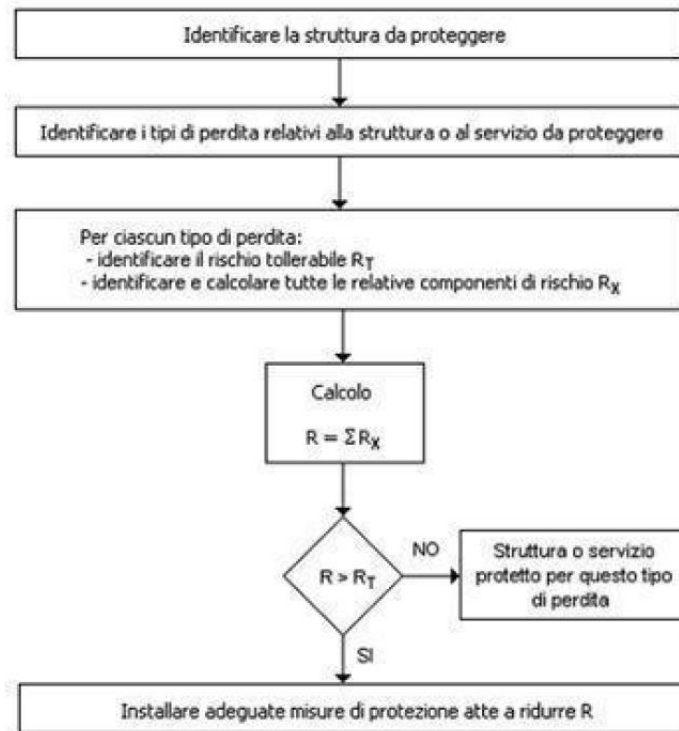 Identificare la struttura da proteggere
Identificare i tipi di perdita relativi alla struttura o al servizio da proteggere
Per ciascun tipo di perdita:
- identificare il rischio tollerabile RT
- identificare e calcolare tutte le relative componenti di rischio RX
Calcolo
R = ΣRX
R > RT
NO
Struttura o servizio
protetto per questo tipo
di perdita
SI
Installare adeguate misure di protezione atte a ridurre R